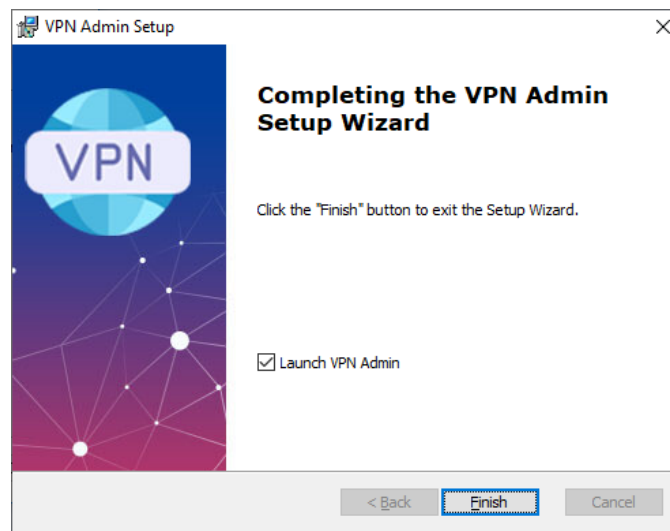 VPN Admin Setup
VPN
Completing the VPN Admin
Setup Wizard
Click the "Finish" button to exit the Setup Wizard.
Launch VPN Admin
< Back
Finish
Cancel